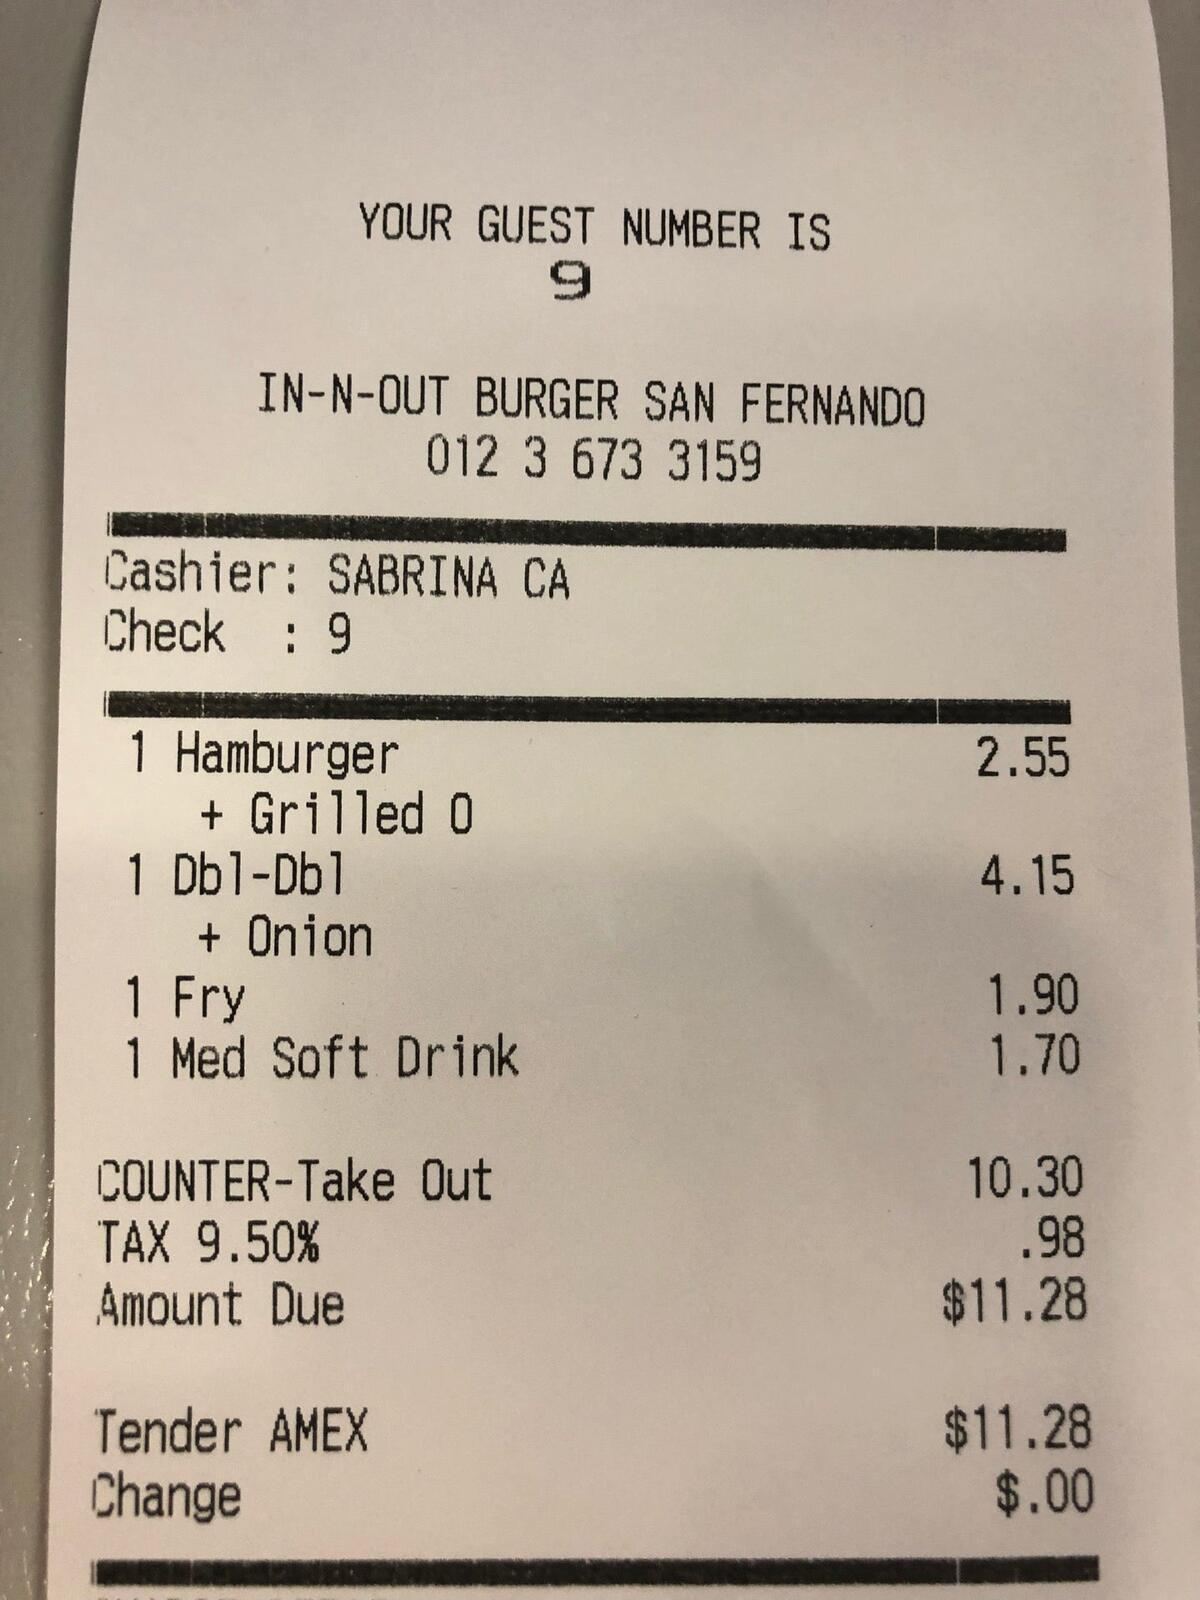 YOUR GUEST NUMBER IS
9
IN-N-OUT BURGER SAN FERNANDO
012 3 673 3159
Cashier: SABRINA CA
Check : 9
1 Hamburger 2.55
+ Grilled O
1 Dbl-Dbl 4.15
+ Onion
1 Fry 1.90
1 Med Soft Drink 1.70
COUNTER-Take Out 10.30
TAX 9.50% .98
Amount Due $11.28
Tender AMEX $11.28
Change $.00